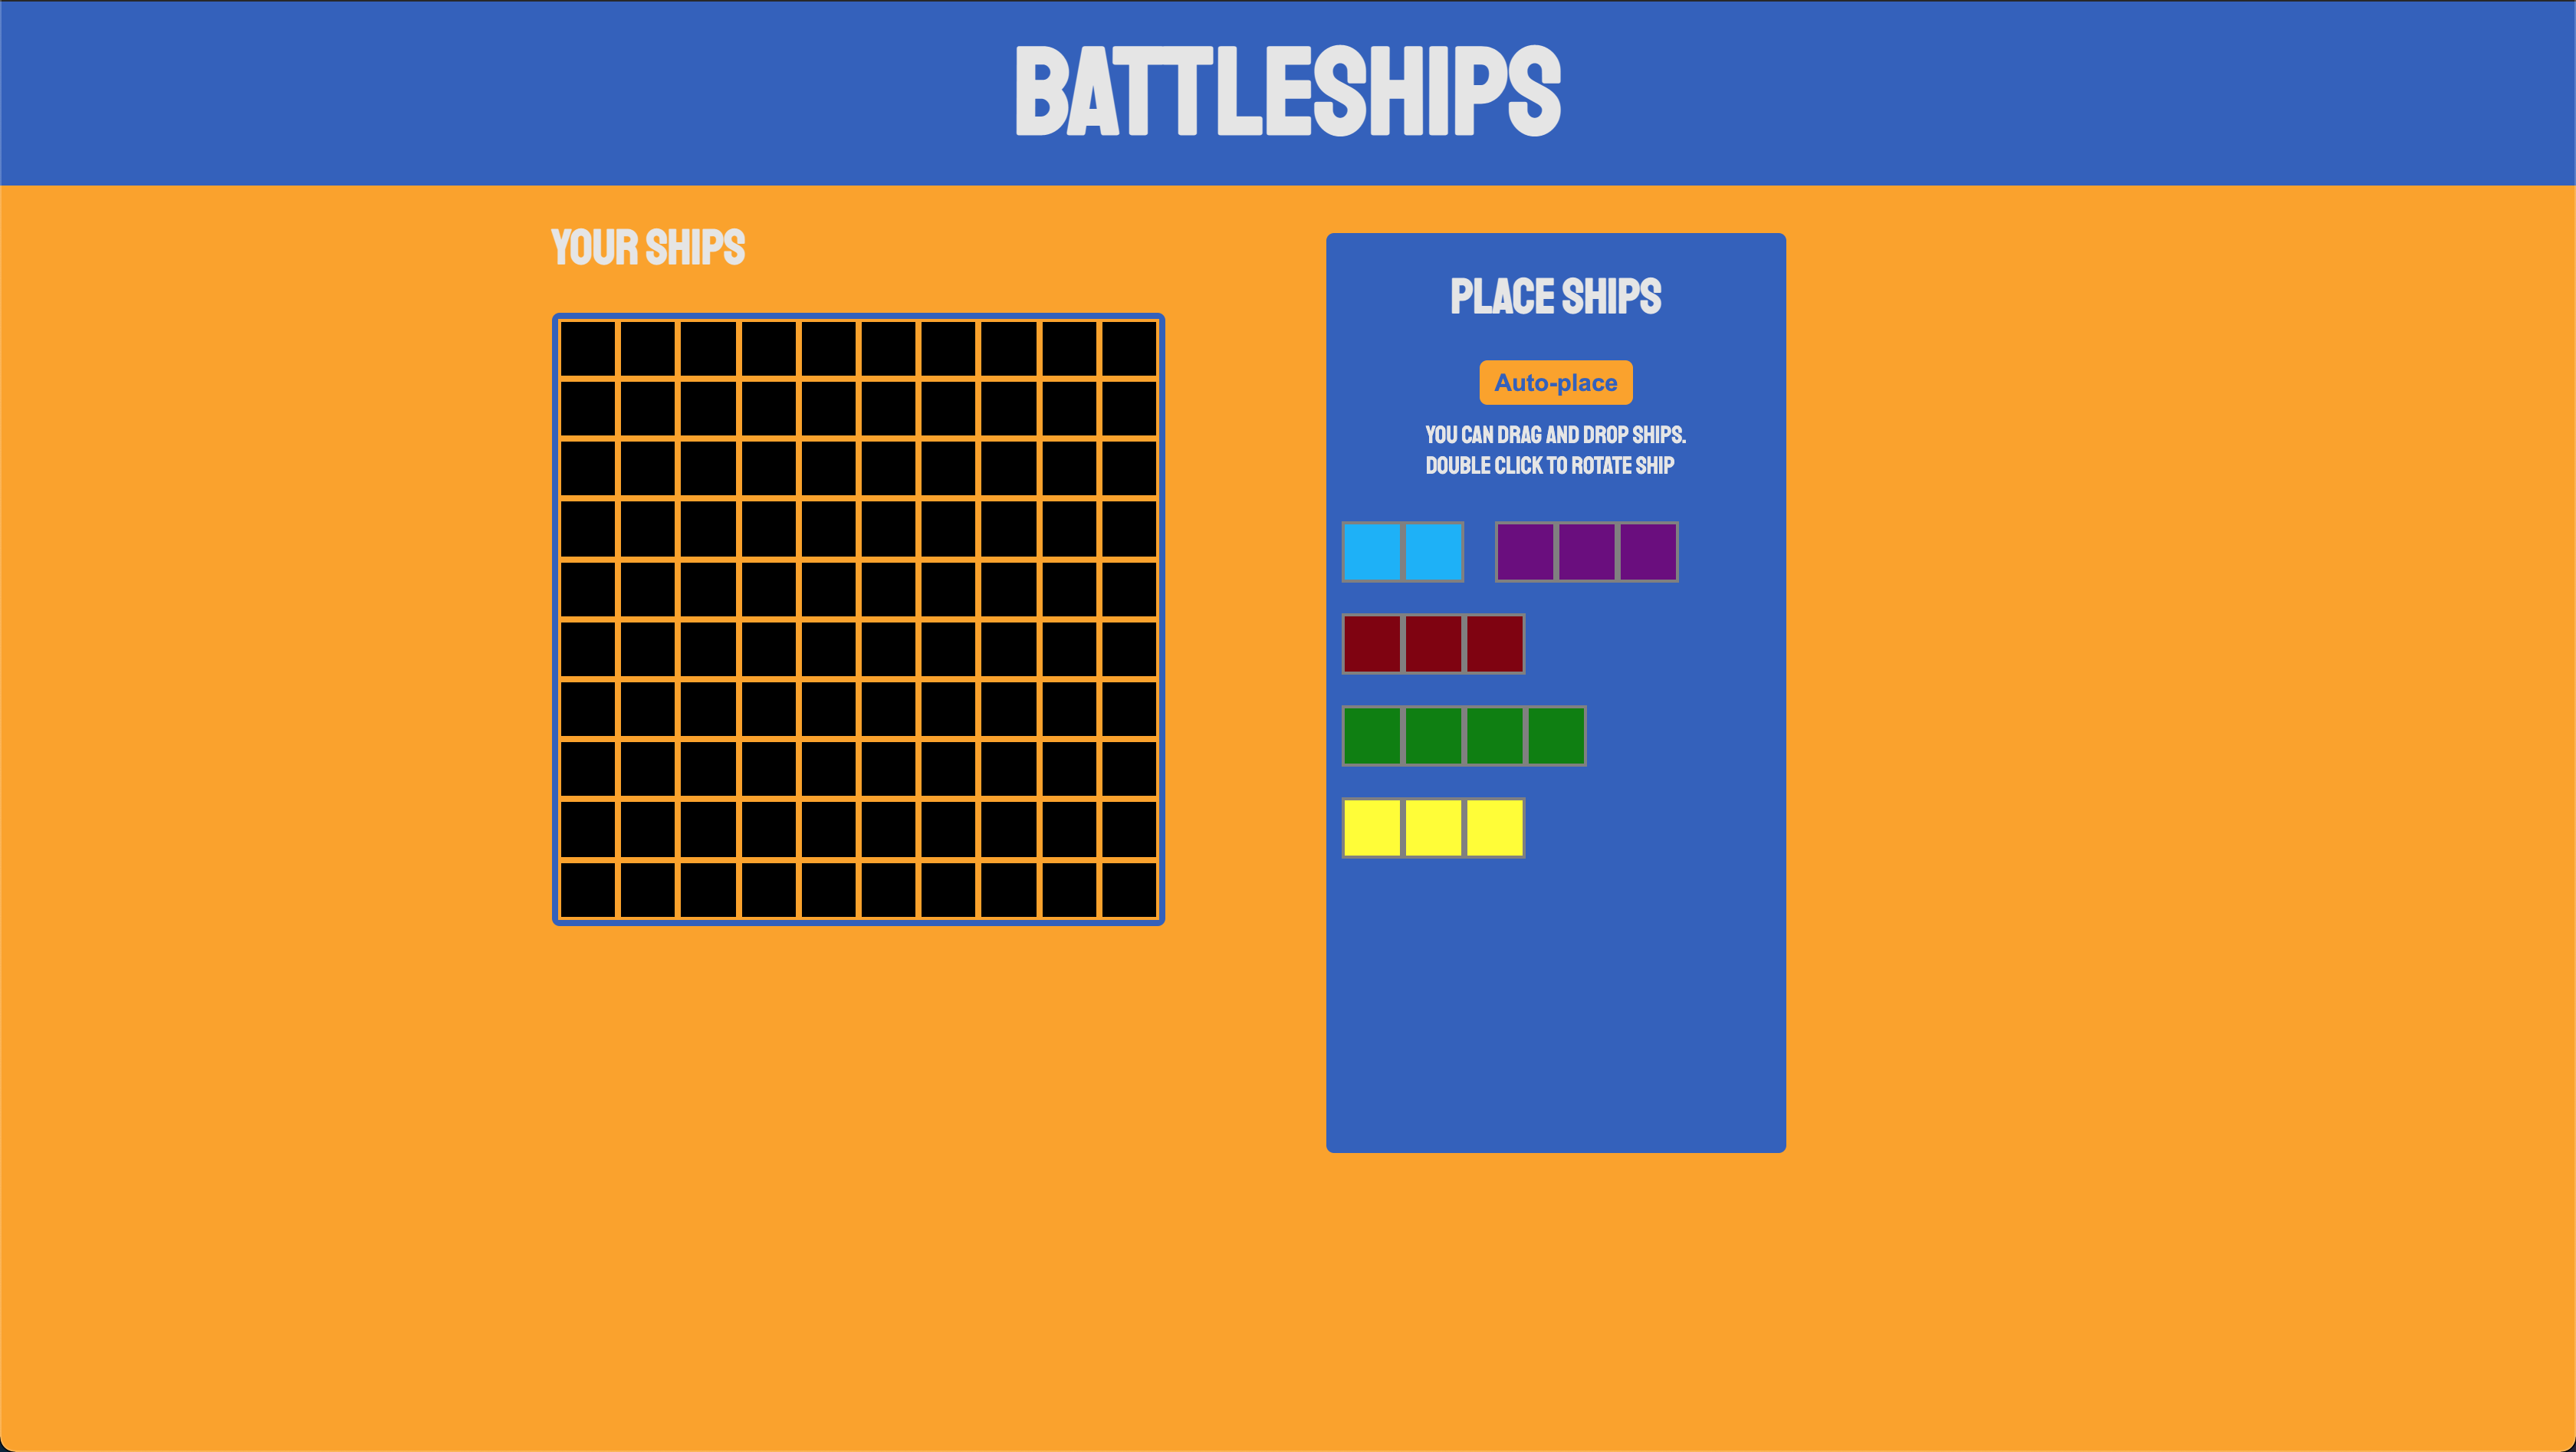 BATTLESHIPS
YOUR SHIPS
PLACE SHIPS
Auto-place
YOU CAN DRAG AND DROP SHIPS.
DOUBLE CLICK TO ROTATE SHIP